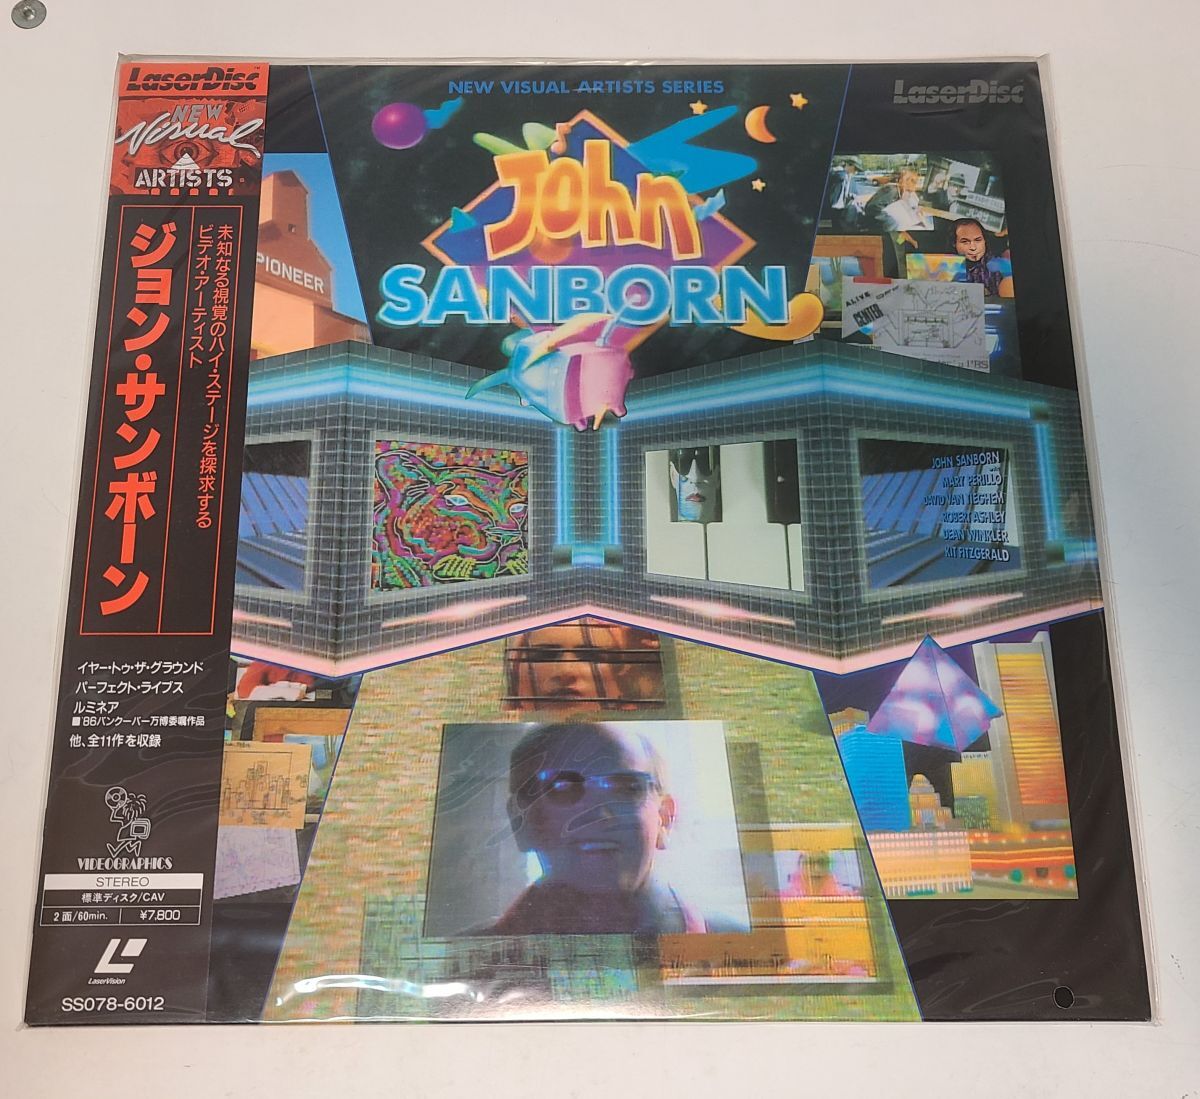 LaserDisc
NEW
Visual
ARTISTS
未知なる視覚のハイ・ステージを探求する
ビデオ・アーティスト
ジョン・サンボーン
イヤー・トゥ・ザ・グラウンド
パーフェクト・ライブス
ルミネア
■'86バンクーバー万博委嘱作品
他、全11作を収録
VIDEOGRAPHICS
STEREO
標準ディスク/CAV
2面/60min. ¥7,800
LaserVision
SS078-6012
NEW VISUAL ARTISTS SERIES
LaserDisc
John
SANBORN
PIONEER
ALIVE
CENTER
JOHN SANBORN
with
MARY PERILLO
DAVID VAN TIEGHEM
ROBERT ASHLEY
DEAN WINKLER
KIT FITZGERALD